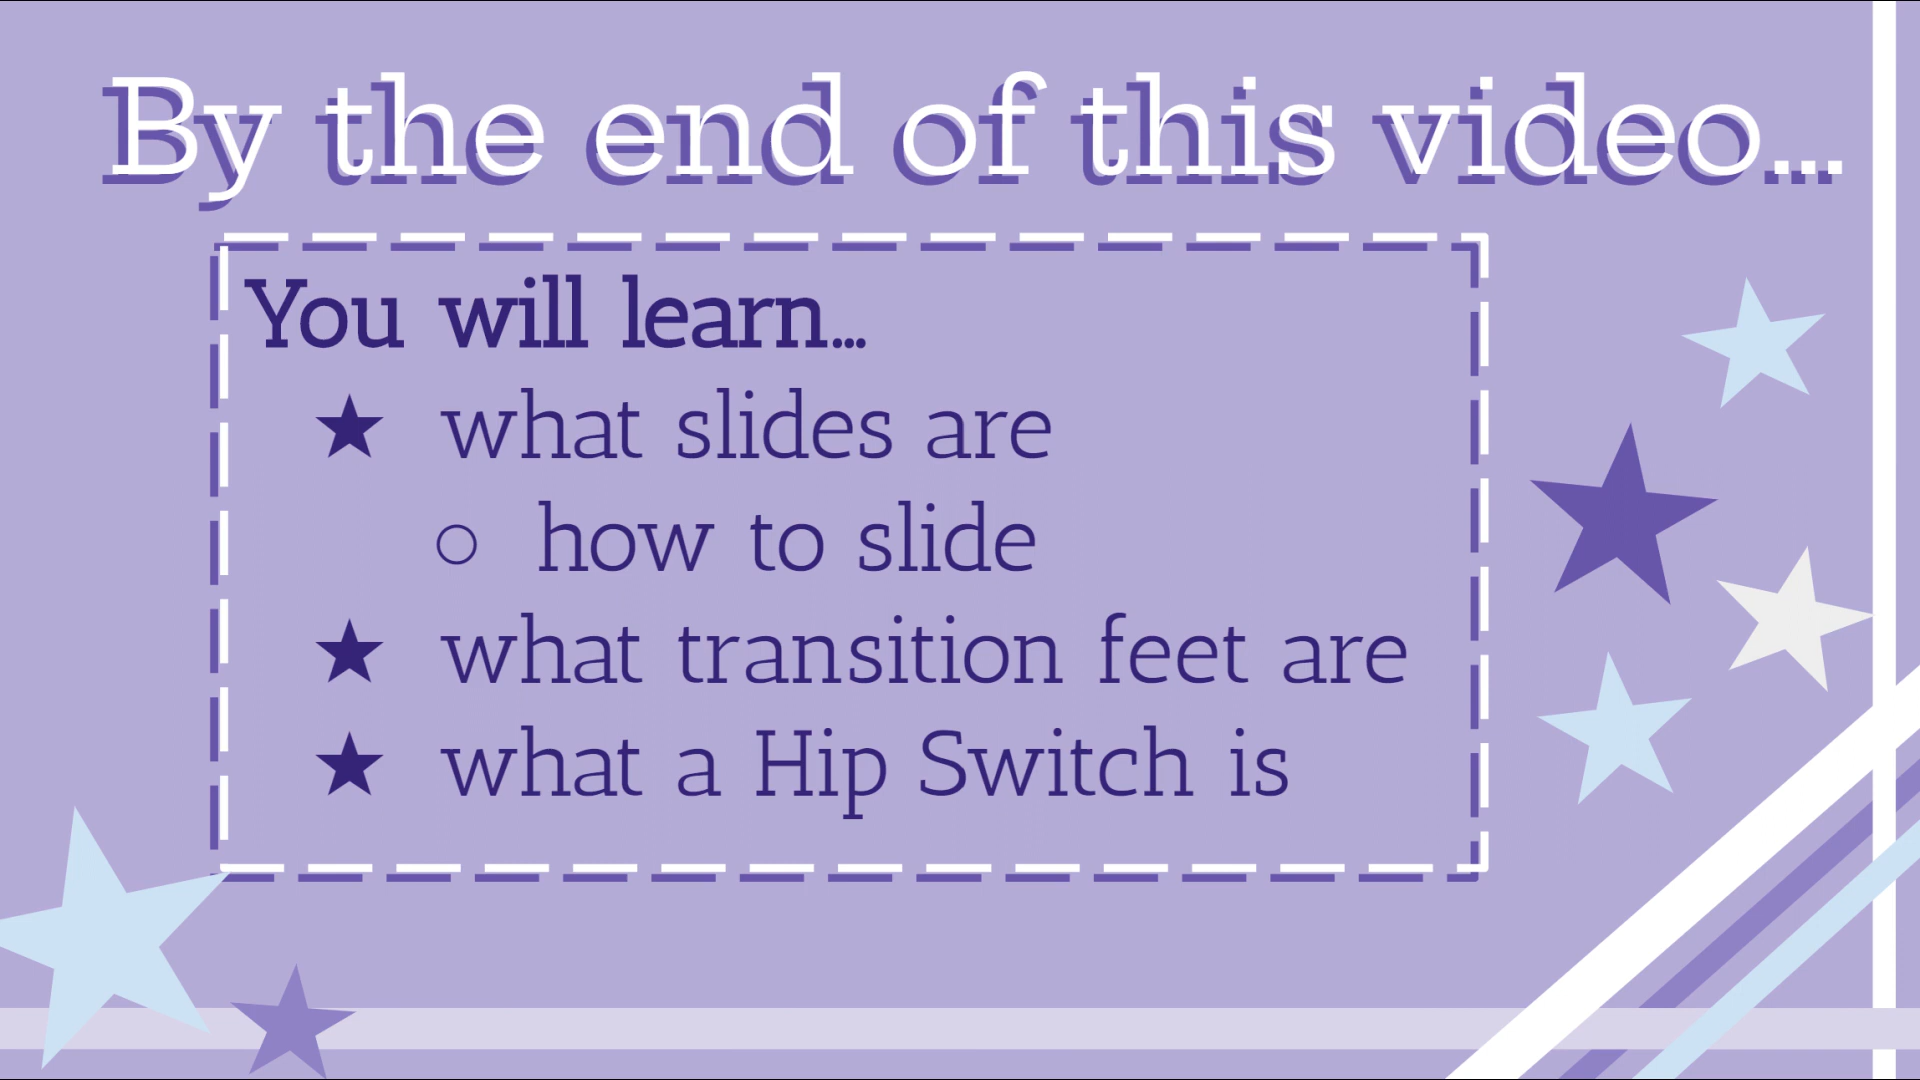 By the end of this video...
You will learn...
★ what slides are
○ how to slide
★ what transition feet are
★ what a Hip Switch is